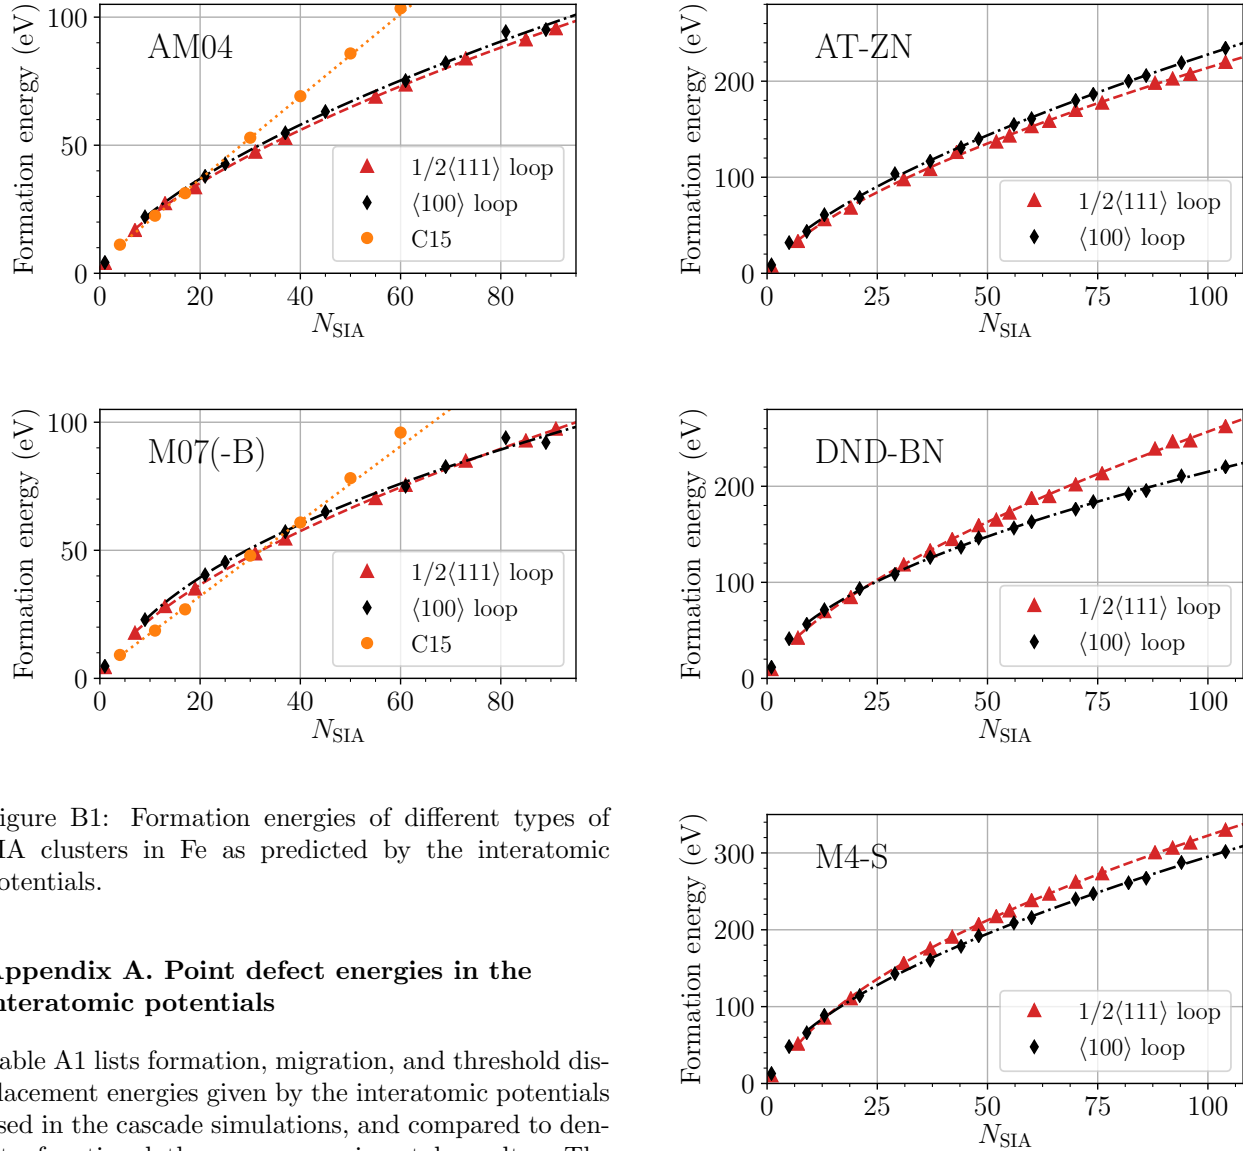 Formation energy (eV)
100
50
0
AM04
1/2⟨111⟩ loop
⟨100⟩ loop
C15
0 20 40 60 80
N_SIA
Formation energy (eV)
100
50
0
M07(-B)
1/2⟨111⟩ loop
⟨100⟩ loop
C15
0 20 40 60 80
N_SIA
igure B1: Formation energies of different types of
IA clusters in Fe as predicted by the interatomic
otentials.
Appendix A. Point defect energies in the
nteratomic potentials
able A1 lists formation, migration, and threshold dis-
lacement energies given by the interatomic potentials
sed in the cascade simulations, and compared to den-
Formation energy (eV)
200
100
0
AT-ZN
1/2⟨111⟩ loop
⟨100⟩ loop
0 25 50 75 100
N_SIA
Formation energy (eV)
200
100
0
DND-BN
1/2⟨111⟩ loop
⟨100⟩ loop
0 25 50 75 100
N_SIA
Formation energy (eV)
300
200
100
0
M4-S
1/2⟨111⟩ loop
⟨100⟩ loop
0 25 50 75 100
N_SIA